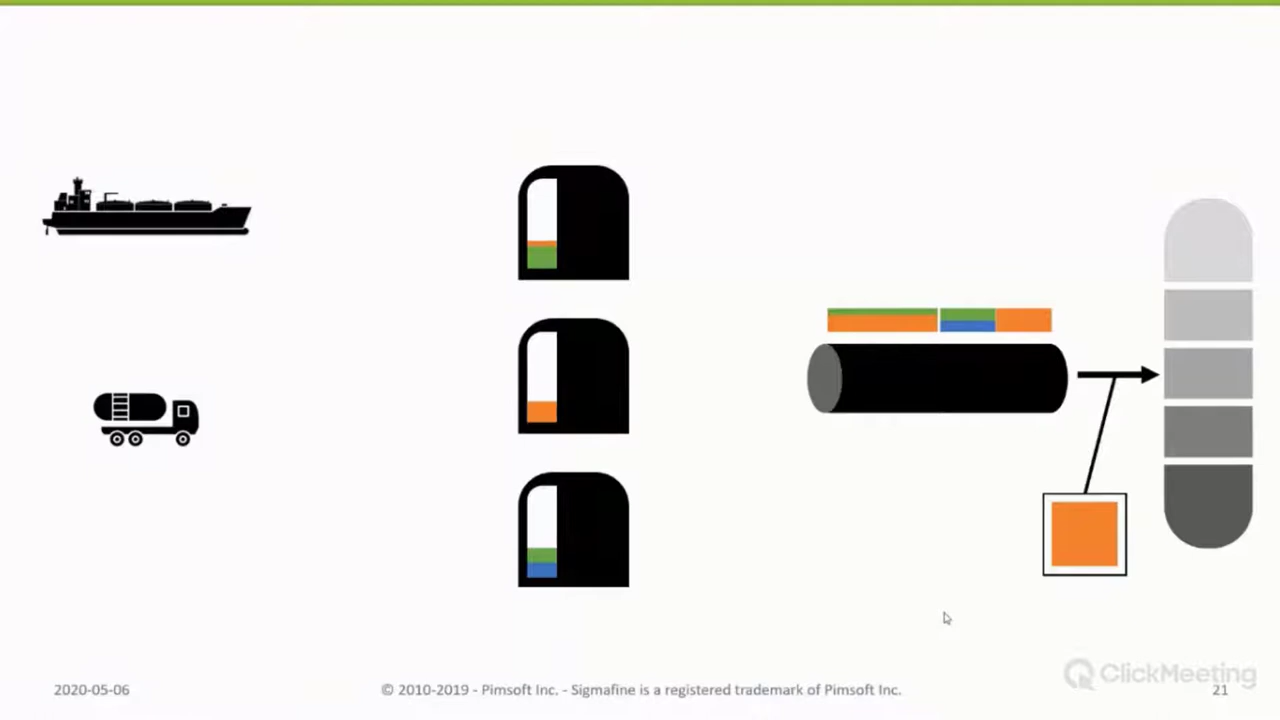 ClickMeeting
2020-05-06
© 2010-2019 - Pimsoft Inc. - Sigmafine is a registered trademark of Pimsoft Inc.
21